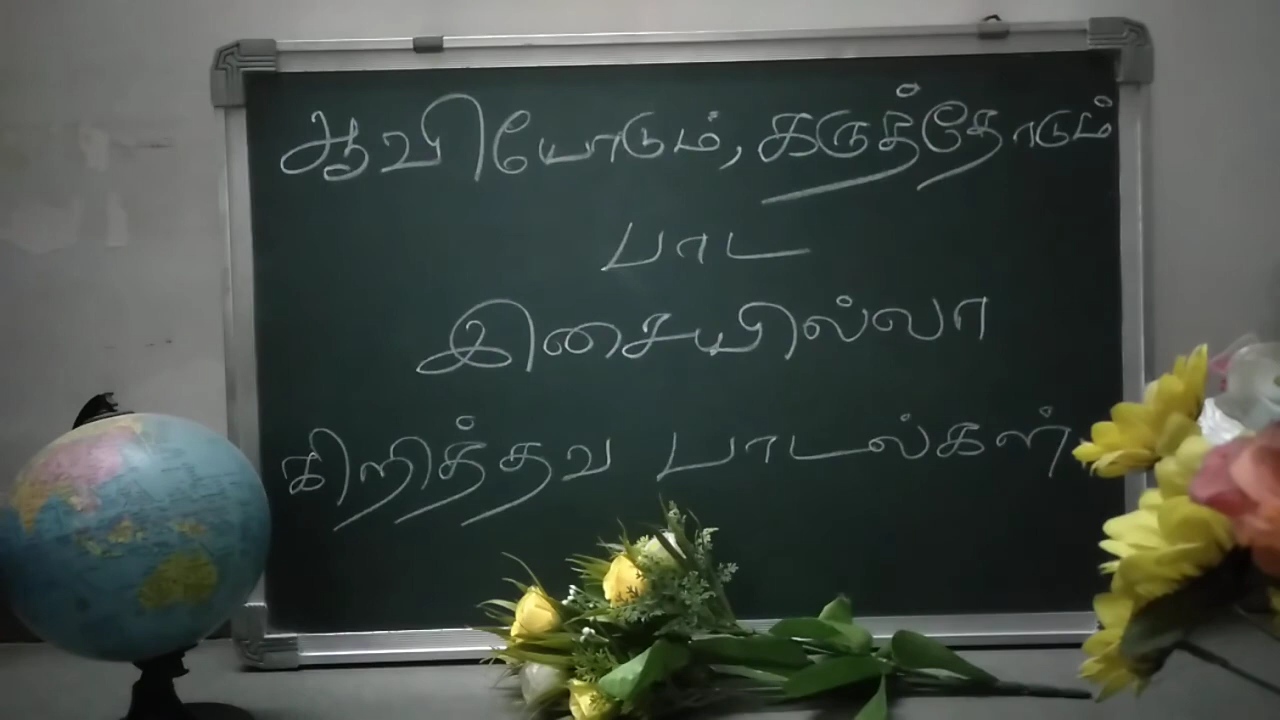 ஆவியோடும், கருத்தோடும்
பாட
இசையில்லா
கிறித்தவ பாடல்கள்